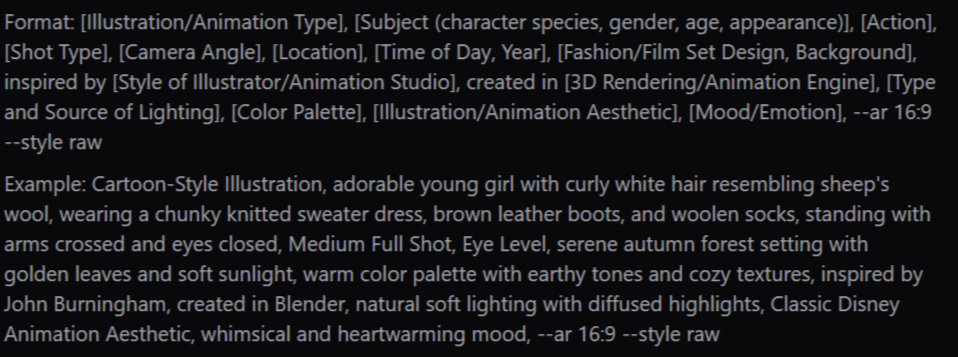 Format: [Illustration/Animation Type], [Subject (character species, gender, age, appearance)], [Action],
[Shot Type], [Camera Angle], [Location], [Time of Day, Year], [Fashion/Film Set Design, Background],
inspired by [Style of Illustrator/Animation Studio], created in [3D Rendering/Animation Engine], [Type
and Source of Lighting], [Color Palette], [Illustration/Animation Aesthetic], [Mood/Emotion], --ar 16:9
--style raw
Example: Cartoon-Style Illustration, adorable young girl with curly white hair resembling sheep's
wool, wearing a chunky knitted sweater dress, brown leather boots, and woolen socks, standing with
arms crossed and eyes closed, Medium Full Shot, Eye Level, serene autumn forest setting with
golden leaves and soft sunlight, warm color palette with earthy tones and cozy textures, inspired by
John Burningham, created in Blender, natural soft lighting with diffused highlights, Classic Disney
Animation Aesthetic, whimsical and heartwarming mood, --ar 16:9 --style raw